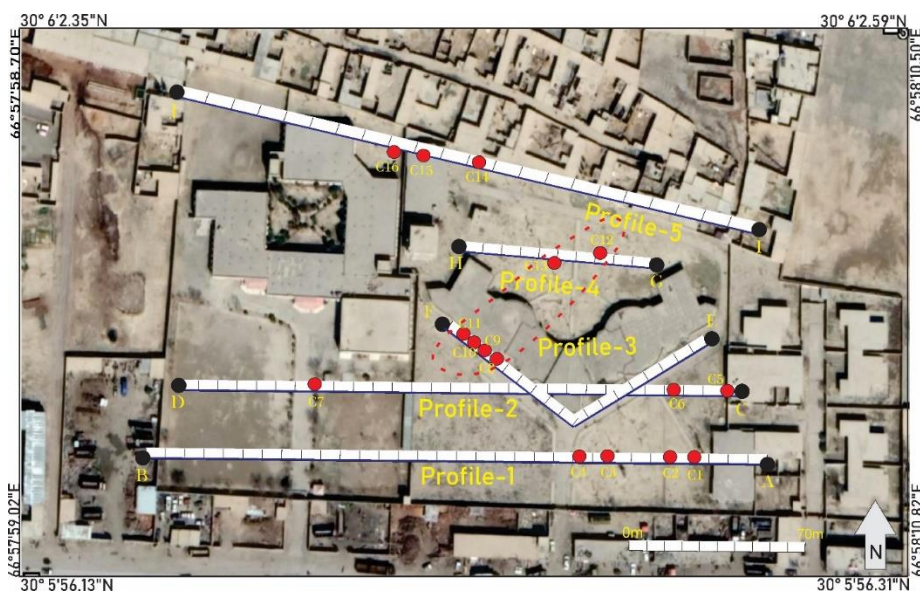 30° 6'2.35"N
30° 6'2.59"N
66°57'58.70"E
66°58'10.50"E
C16
C15
C14
Profile-5
I
C12
H
C13
G
Profile-4
C11
C10
C9
Profile-3
D
C7
Profile-2
C6
C5
C
B
Profile-1
C4
C3
C2
C1
A
0m
70m
N
66°57'59.02"E
66°58'10.82"E
30° 5'56.13"N
30° 5'56.31"N